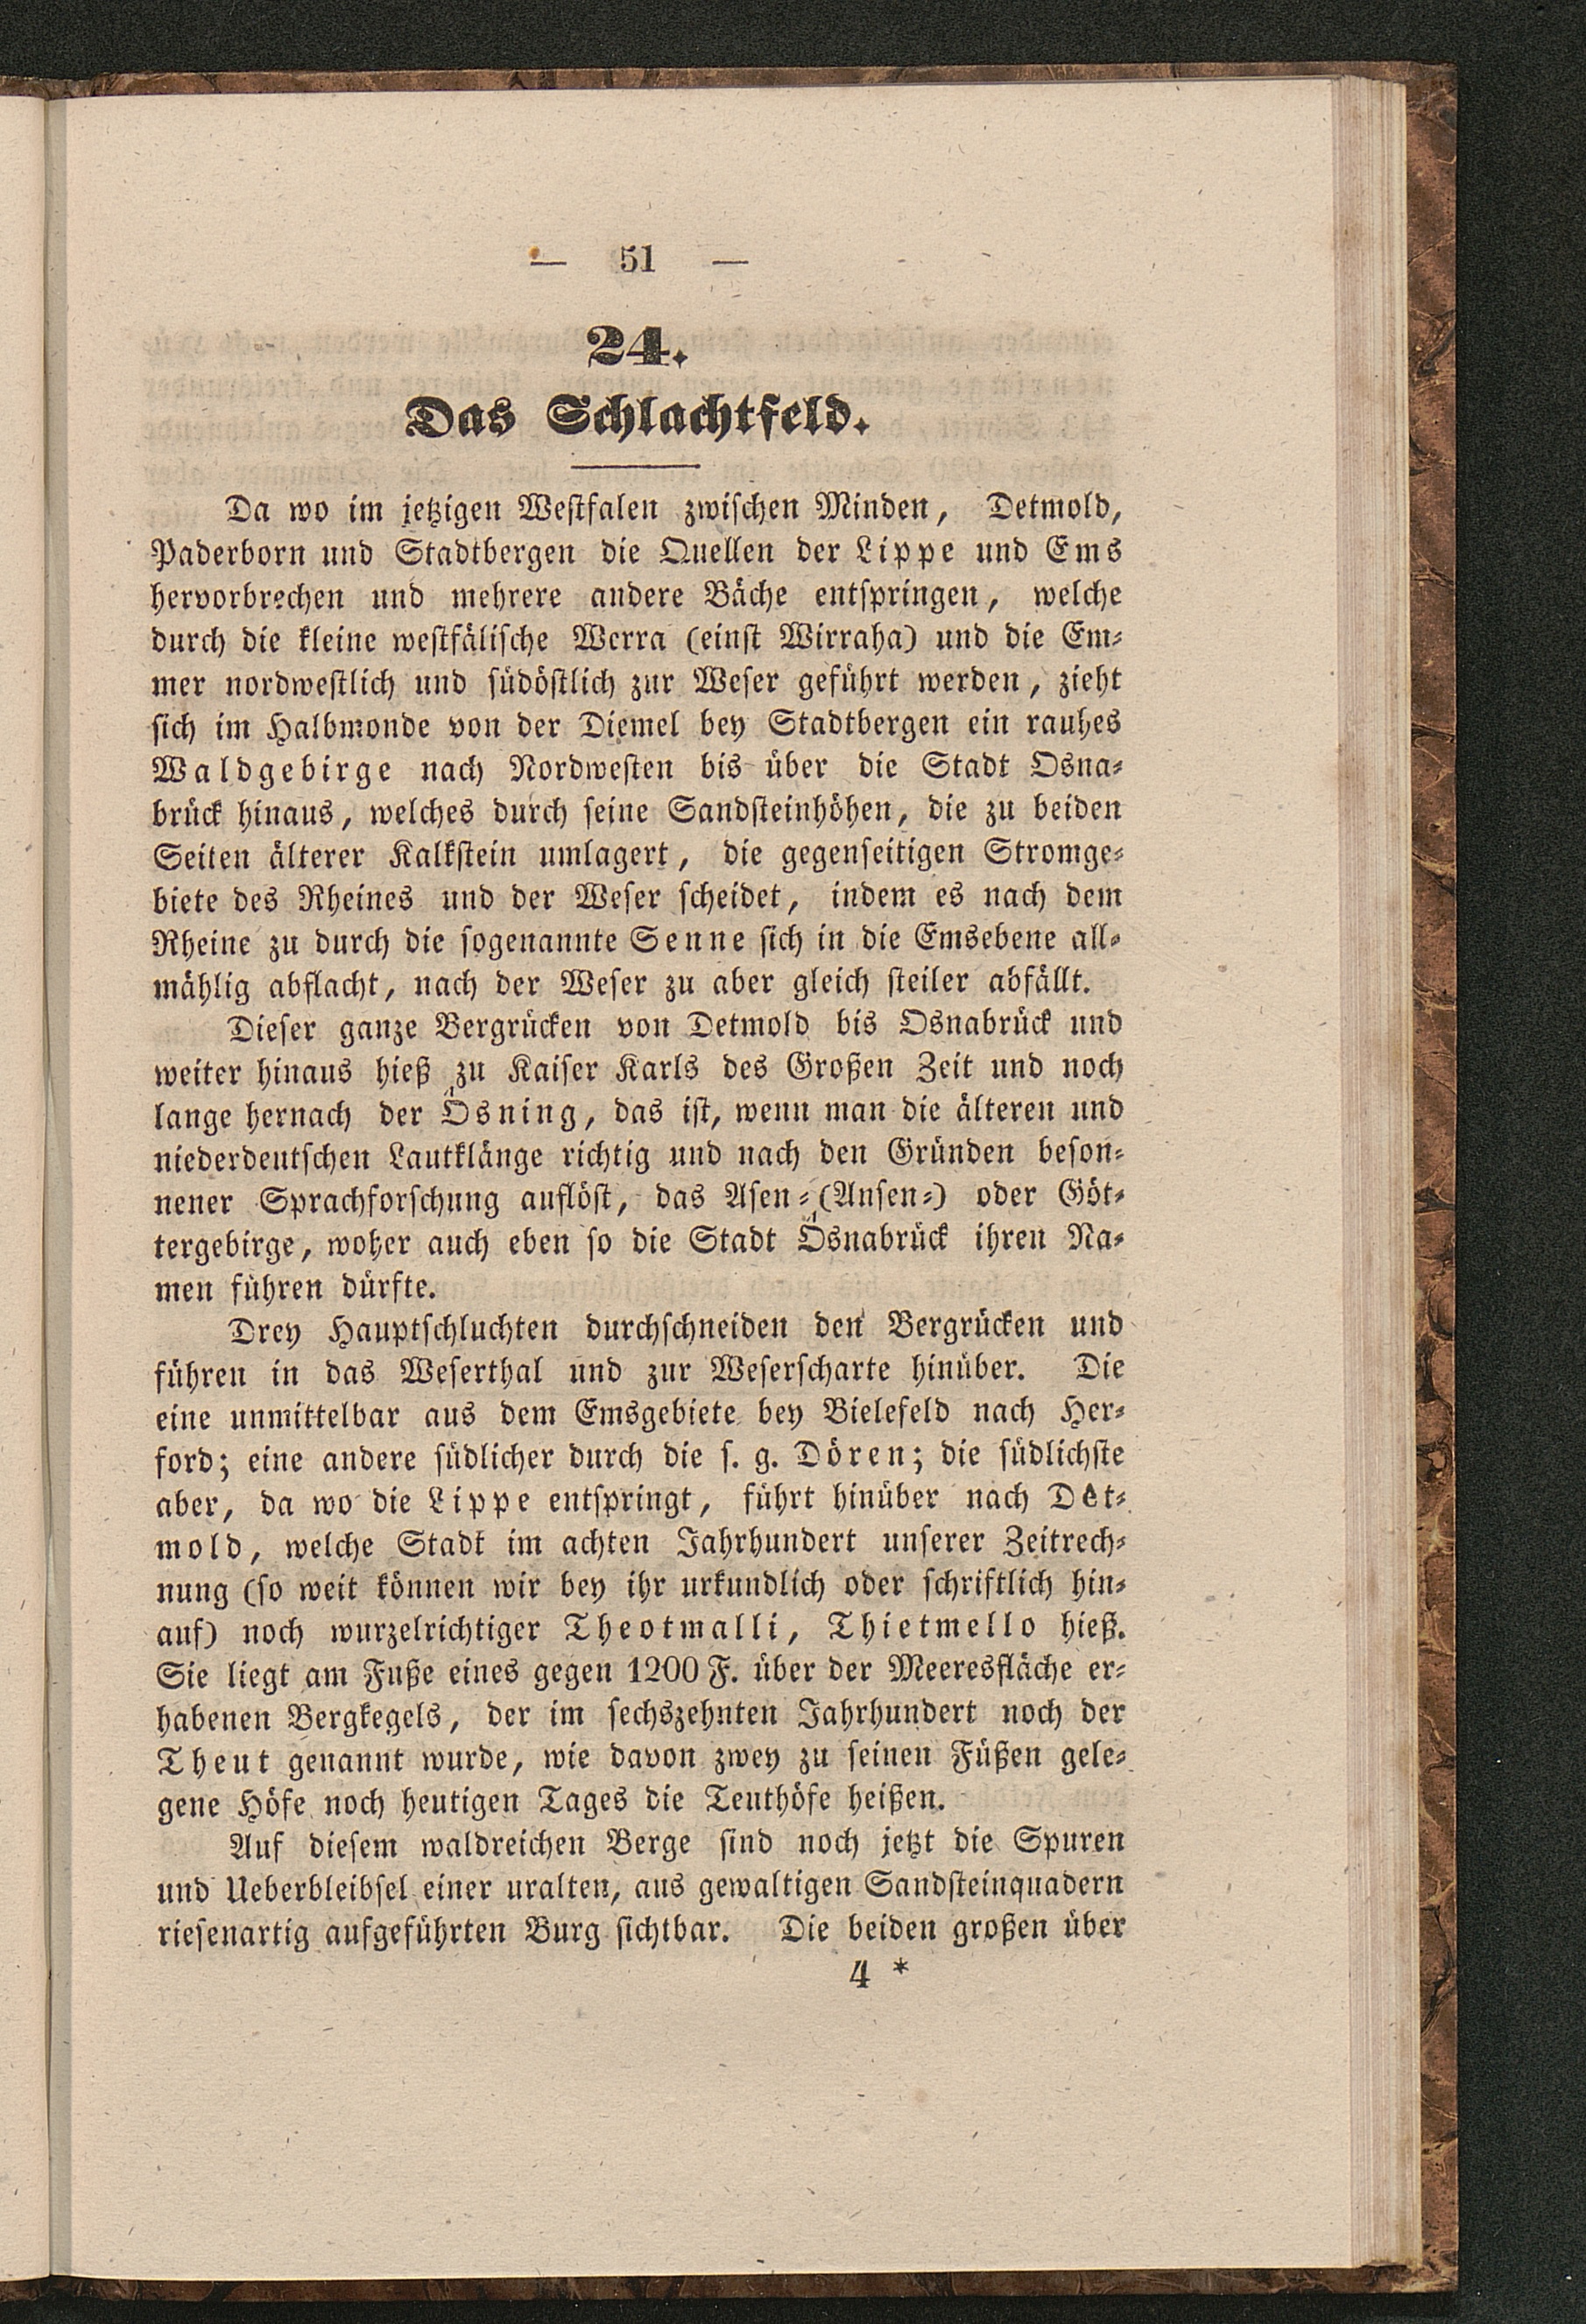 — 51 —
24.
Das Schlachtfeld.
Da wo im jetzigen Westfalen zwischen Minden, Detmold,
Paderborn und Stadtbergen die Quellen der Lippe und Ems
hervorbrechen und mehrere andere Bäche entspringen, welche
durch die kleine westfälische Werra (einst Wirraha) und die Em-
mer nordwestlich und südöstlich zur Weser geführt werden, zieht
sich im Halbmonde von der Diemel bey Stadtbergen ein rauhes
Waldgebirge nach Nordwesten bis über die Stadt Osna-
brück hinaus, welches durch seine Sandsteinhöhen, die zu beiden
Seiten älterer Kalkstein umlagert, die gegenseitigen Stromge-
biete des Rheines und der Weser scheidet, indem es nach dem
Rheine zu durch die sogenannte Senne sich in die Emsebene all-
mählig abflacht, nach der Weser zu aber gleich steiler abfällt.
Dieser ganze Bergrücken von Detmold bis Osnabrück und
weiter hinaus hieß zu Kaiser Karls des Großen Zeit und noch
lange hernach der Ôsning, das ist, wenn man die älteren und
niederdeutschen Lautklänge richtig und nach den Gründen beson-
nener Sprachforschung auflöst, das Asen-(Ansen-) oder Göt-
tergebirge, woher auch eben so die Stadt Ôsnabrück ihren Na-
men führen dürfte.
Drey Hauptschluchten durchschneiden den Bergrücken und
führen in das Weserthal und zur Weserscharte hinüber. Die
eine unmittelbar aus dem Emsgebiete bey Bielefeld nach Her-
ford; eine andere südlicher durch die s. g. Dören; die südlichste
aber, da wo die Lippe entspringt, führt hinüber nach Dêt-
mold, welche Stadt im achten Jahrhundert unserer Zeitrech-
nung (so weit können wir bey ihr urkundlich oder schriftlich hin-
auf) noch wurzelrichtiger Theotmalli, Thietmello hieß.
Sie liegt am Fuße eines gegen 1200 F. über der Meeresfläche er-
habenen Bergkegels, der im sechszehnten Jahrhundert noch der
Theut genannt wurde, wie davon zwey zu seinen Füßen gele-
gene Höfe noch heutigen Tages die Teuthöfe heißen.
Auf diesem waldreichen Berge sind noch jetzt die Spuren
und Ueberbleibsel einer uralten, aus gewaltigen Sandsteinquadern
riesenartig aufgeführten Burg sichtbar. Die beiden großen über
4 *